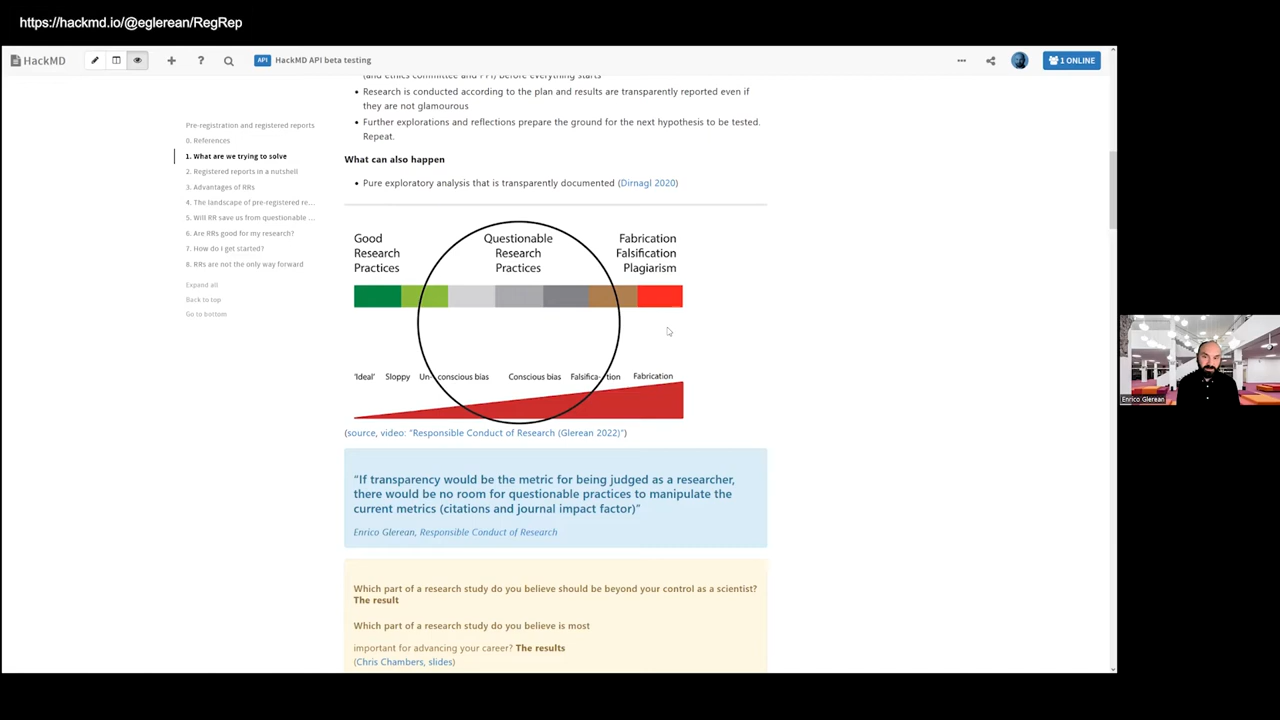 https://hackmd.io/@eglerean/RegRep
HackMD
API HackMD API beta testing
1 ONLINE
Pre-registration and registered reports
0. References
1. What are we trying to solve
2. Registered reports in a nutshell
3. Advantages of RRs
4. The landscape of pre-registered re...
5. Will RR save us from questionable ...
6. Are RRs good for my research?
7. How do I get started?
8. RRs are not the only way forward
Expand all
Back to top
Go to bottom
(and ethics committee and PPI) before everything starts
• Research is conducted according to the plan and results are transparently reported even if
they are not glamourous
• Further explorations and reflections prepare the ground for the next hypothesis to be tested.
Repeat.
What can also happen
• Pure exploratory analysis that is transparently documented (Dirnagl 2020)
Good
Research
Practices
Questionable
Research
Practices
Fabrication
Falsification
Plagiarism
'Ideal' Sloppy Un- conscious bias Conscious bias Falsifica- tion Fabrication
(source, video: "Responsible Conduct of Research (Glerean 2022)")
“If transparency would be the metric for being judged as a researcher,
there would be no room for questionable practices to manipulate the
current metrics (citations and journal impact factor)”
Enrico Glerean, Responsible Conduct of Research
Which part of a research study do you believe should be beyond your control as a scientist?
The result
Which part of a research study do you believe is most
important for advancing your career? The results
(Chris Chambers, slides)
Enrico Glerean